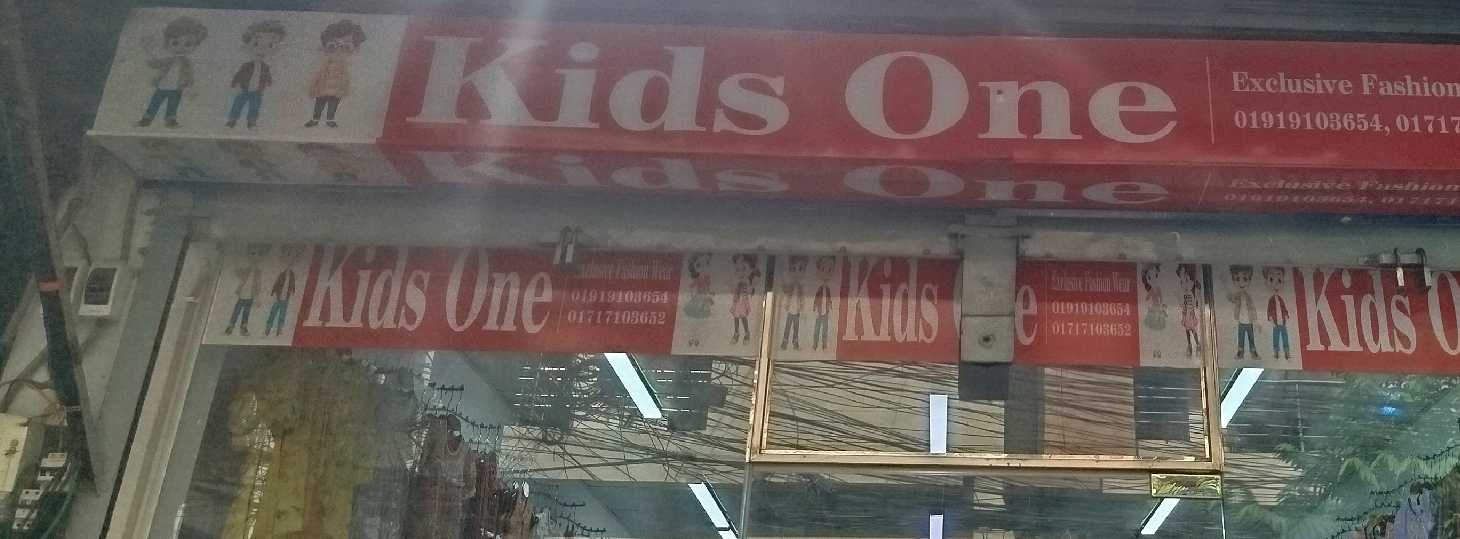 Kids One
Exclusive Fashion
01919103654, 01717
Kids One
Exclusive Fashion Wear
01919103654
01717103652
Kids
e
Exclusive Fashion Wear
01919103654
01717103652
Kids O